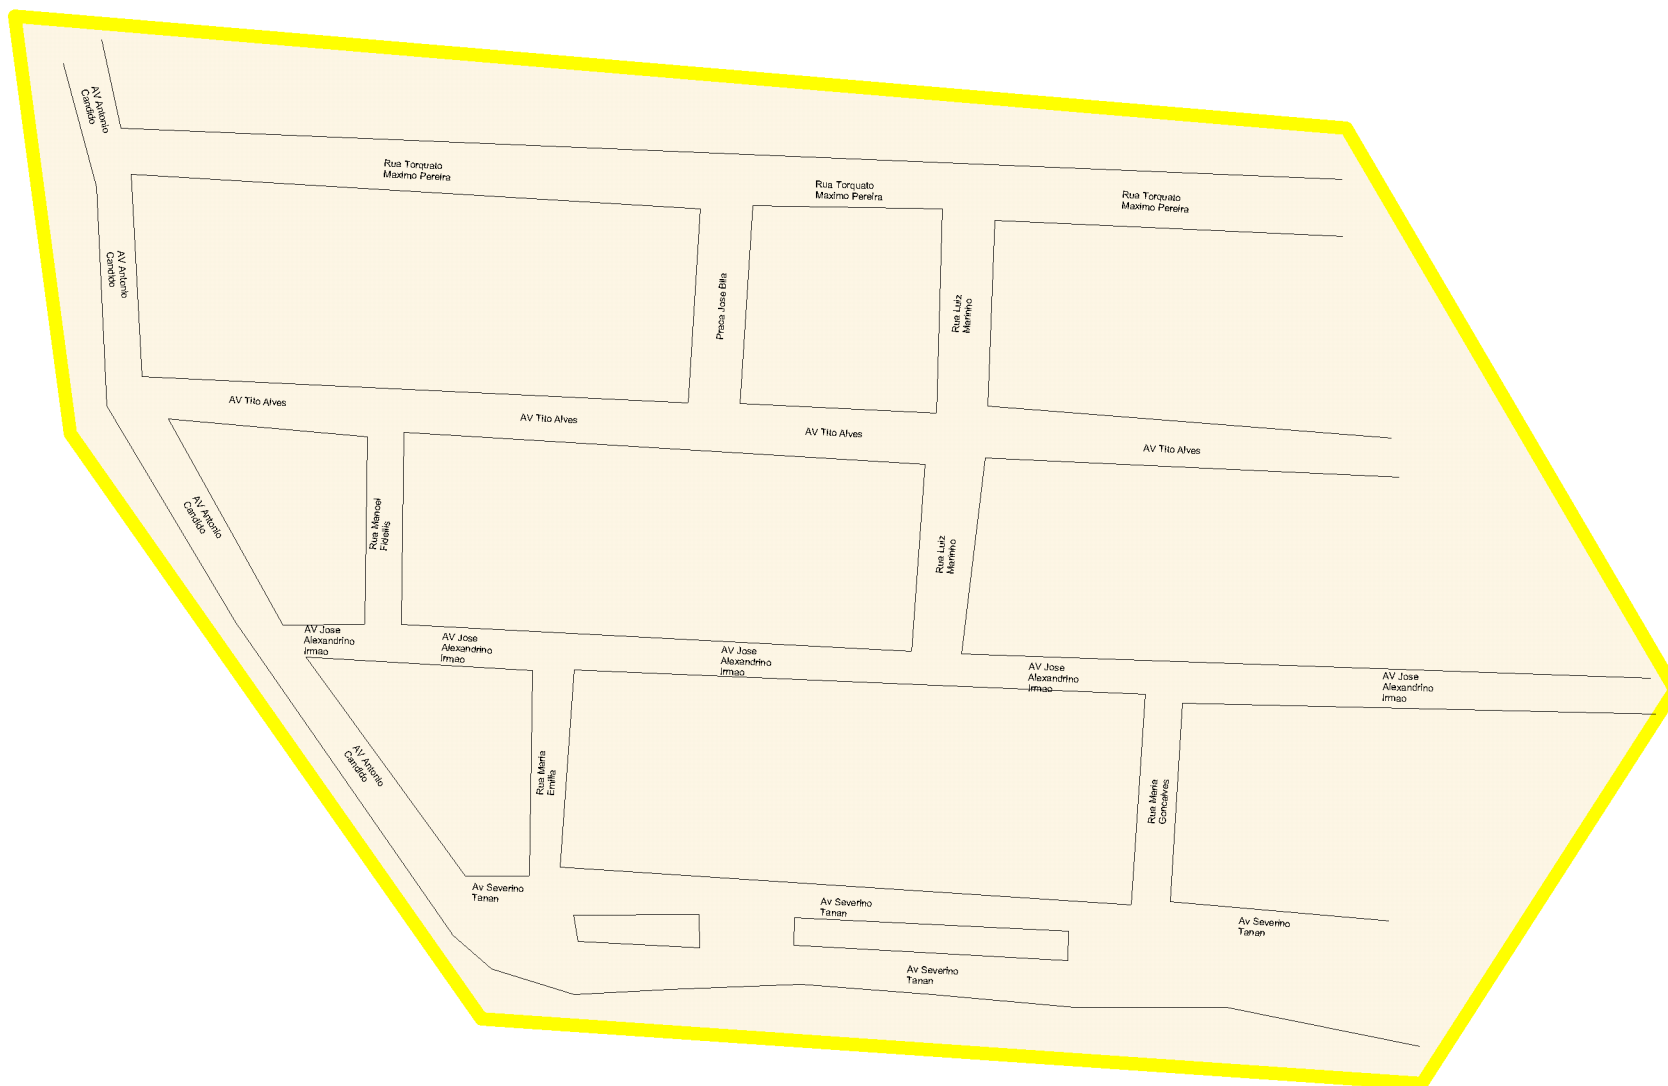 AV Antonio
Candido
Rua Torquato
Maximo Pereira
Rua Torquato
Maximo Pereira
Rua Torquato
Maximo Pereira
AV Antonio
Candido
Praca Jose Bita
Rua Luiz
Marinho
AV Tito Alves
AV Tito Alves
AV Tito Alves
AV Tito Alves
AV Antonio
Candido
Rua Manoel
Fidellis
Rua Luiz
Marinho
AV Jose
Alexandrino
Irmao
AV Jose
Alexandrino
Irmao
AV Jose
Alexandrino
Irmao
AV Jose
Alexandrino
Irmao
AV Jose
Alexandrino
Irmao
AV Antonio
Candido
Rua Maria
Emilia
Rua Maria
Goncalves
Av Severino
Tanan
Av Severino
Tanan
Av Severino
Tanan
Av Severino
Tanan